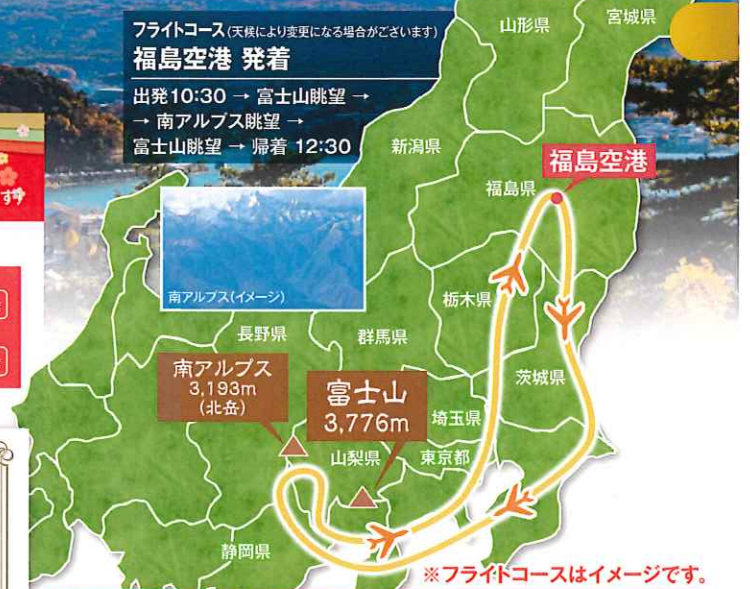 フライトコース(天候により変更になる場合がございます)
福島空港 発着
出発10:30 → 富士山眺望 →
→ 南アルプス眺望 →
富士山眺望 → 帰着 12:30
山形県
宮城県
新潟県
福島空港
福島県
南アルプス(イメージ)
栃木県
長野県
群馬県
茨城県
南アルプス
3,193m
(北岳)
富士山
3,776m
埼玉県
山梨県
東京都
静岡県
※フライトコースはイメージです。